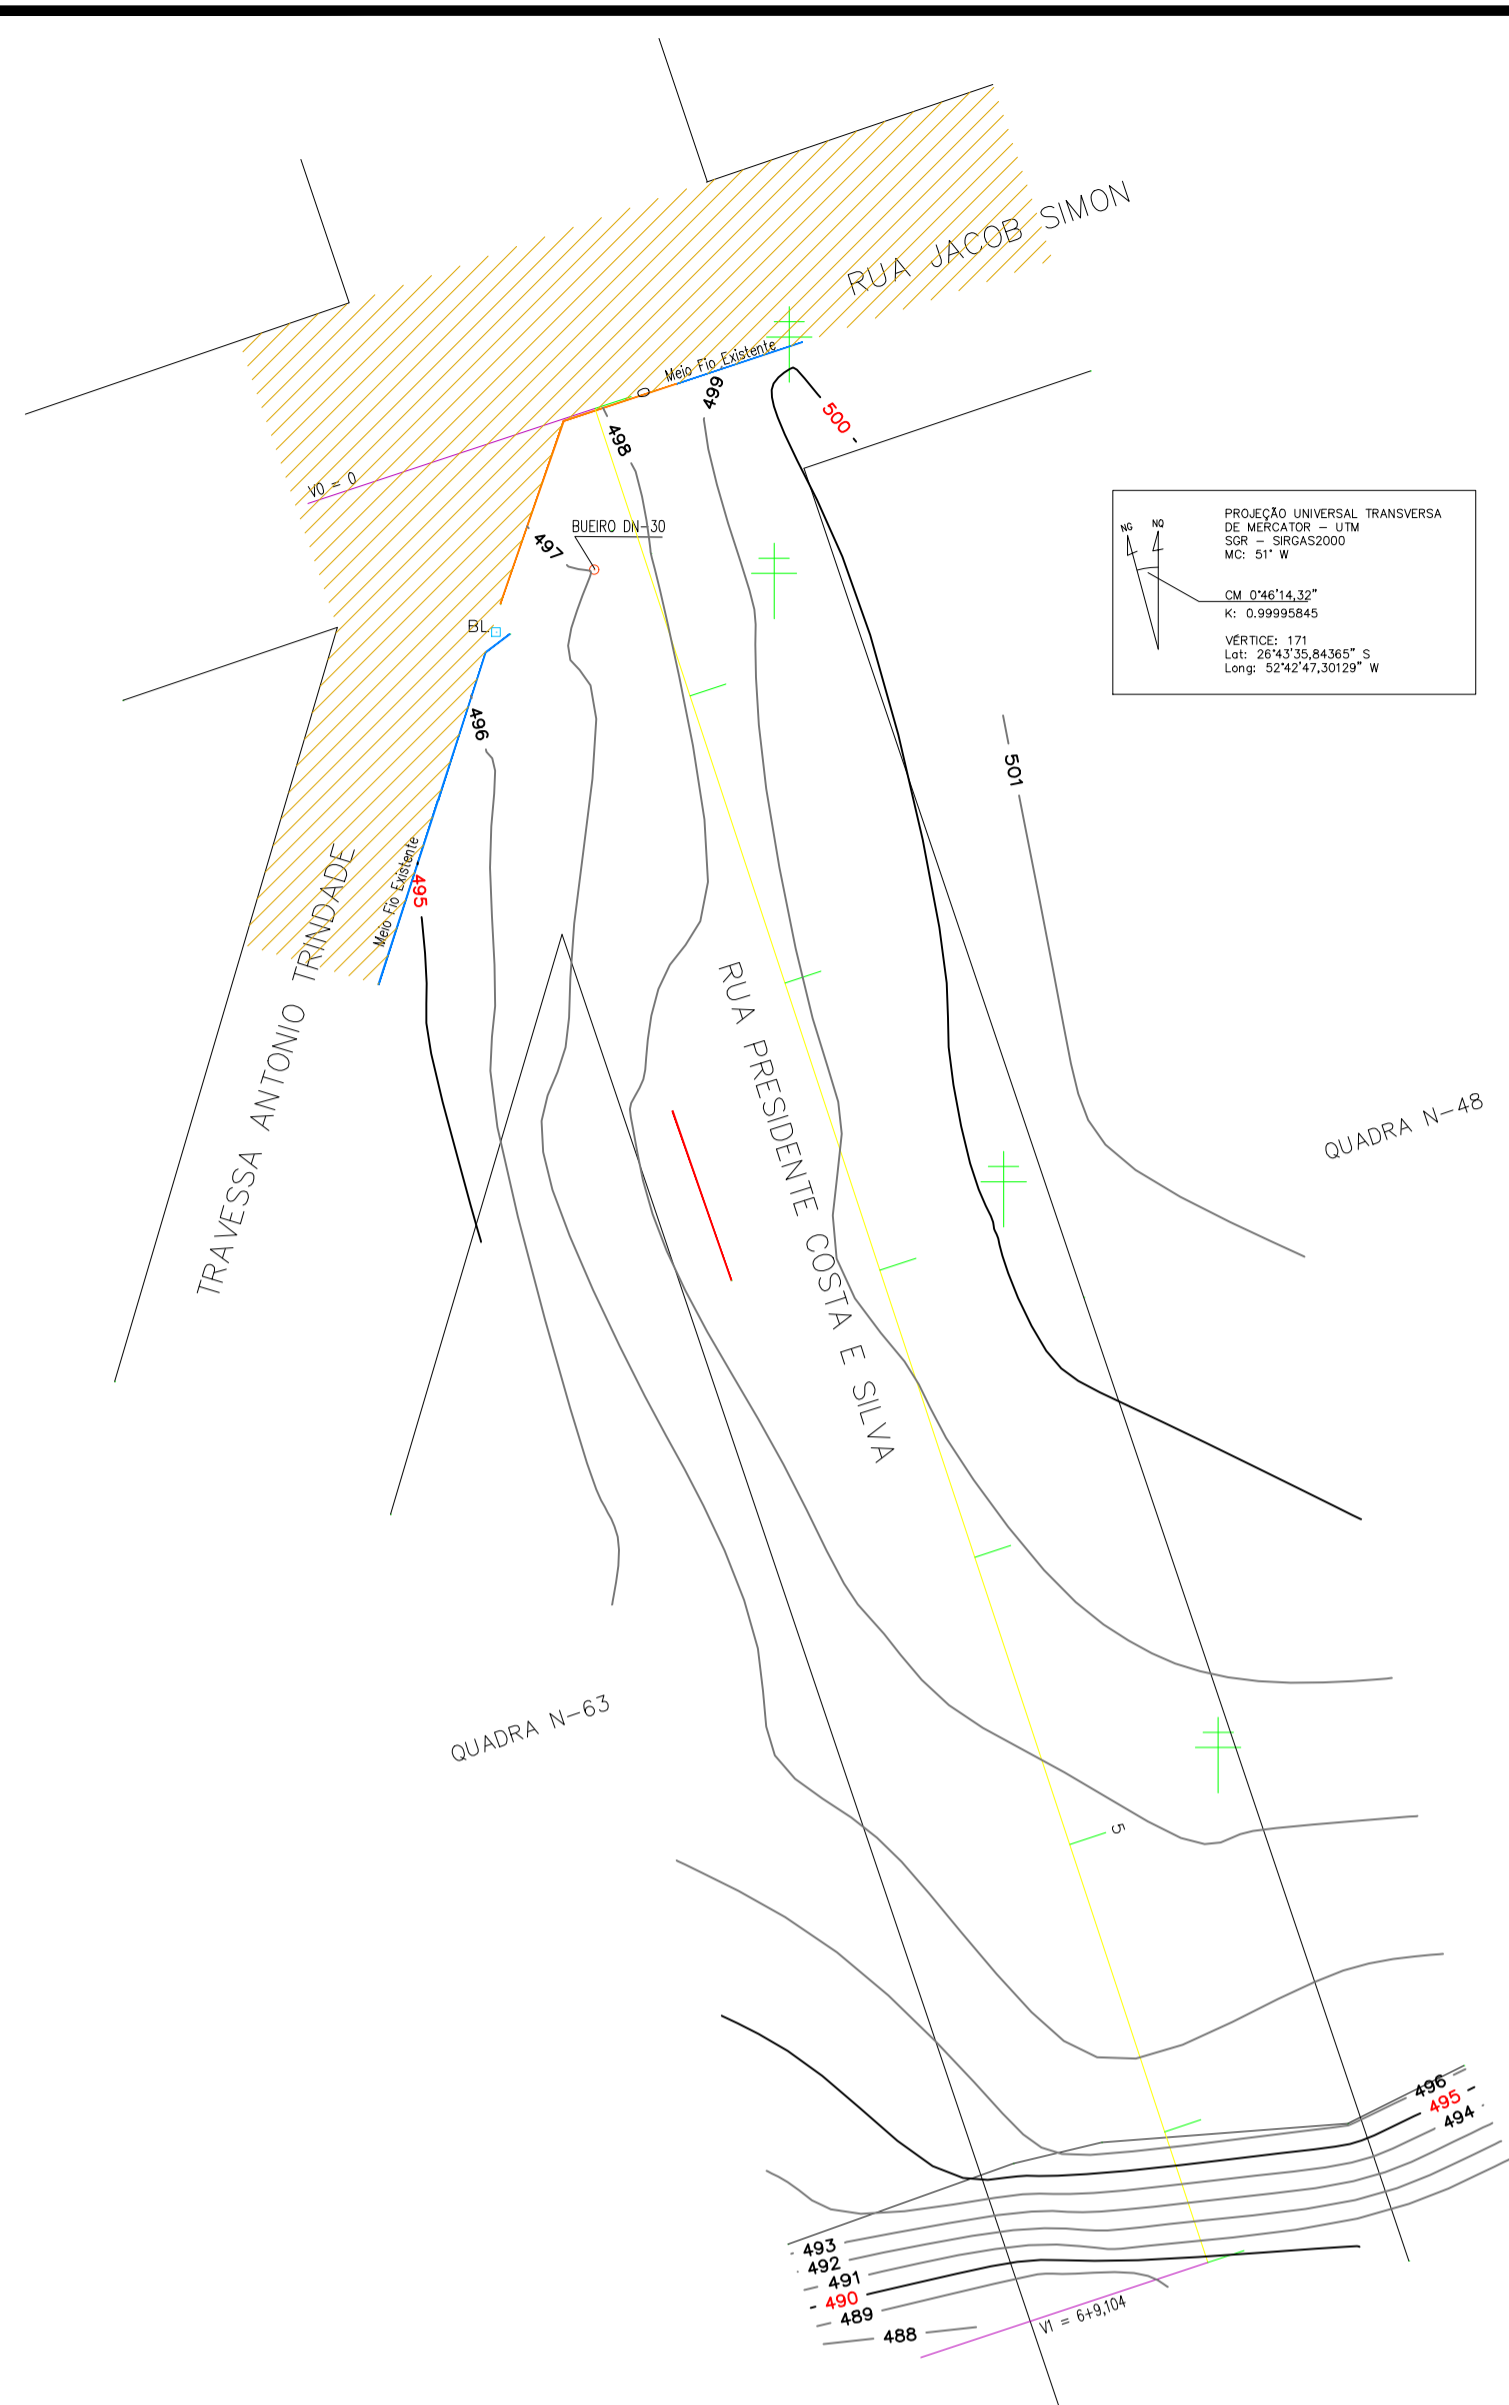 RUA JACOB SIMON
Meio Fio Existente
0
499
500
498
V0 = 0
BUEIRO DN-30
497
PROJEÇÃO UNIVERSAL TRANSVERSA
DE MERCATOR - UTM
SGR - SIRGAS2000
MC: 51° W
NG NQ
CM 0°46'14,32"
K: 0.99995845
VÉRTICE: 171
Lat: 26°43'35,84365" S
Long: 52°42'47,30129" W
BL.
496
501
Meio Fio Existente
495
TRAVESSA ANTONIO TRINDADE
RUA PRESIDENTE COSTA E SILVA
QUADRA N-48
QUADRA N-63
5
496
495
494
493
492
491
490
489
488
V1 = 6+9,104